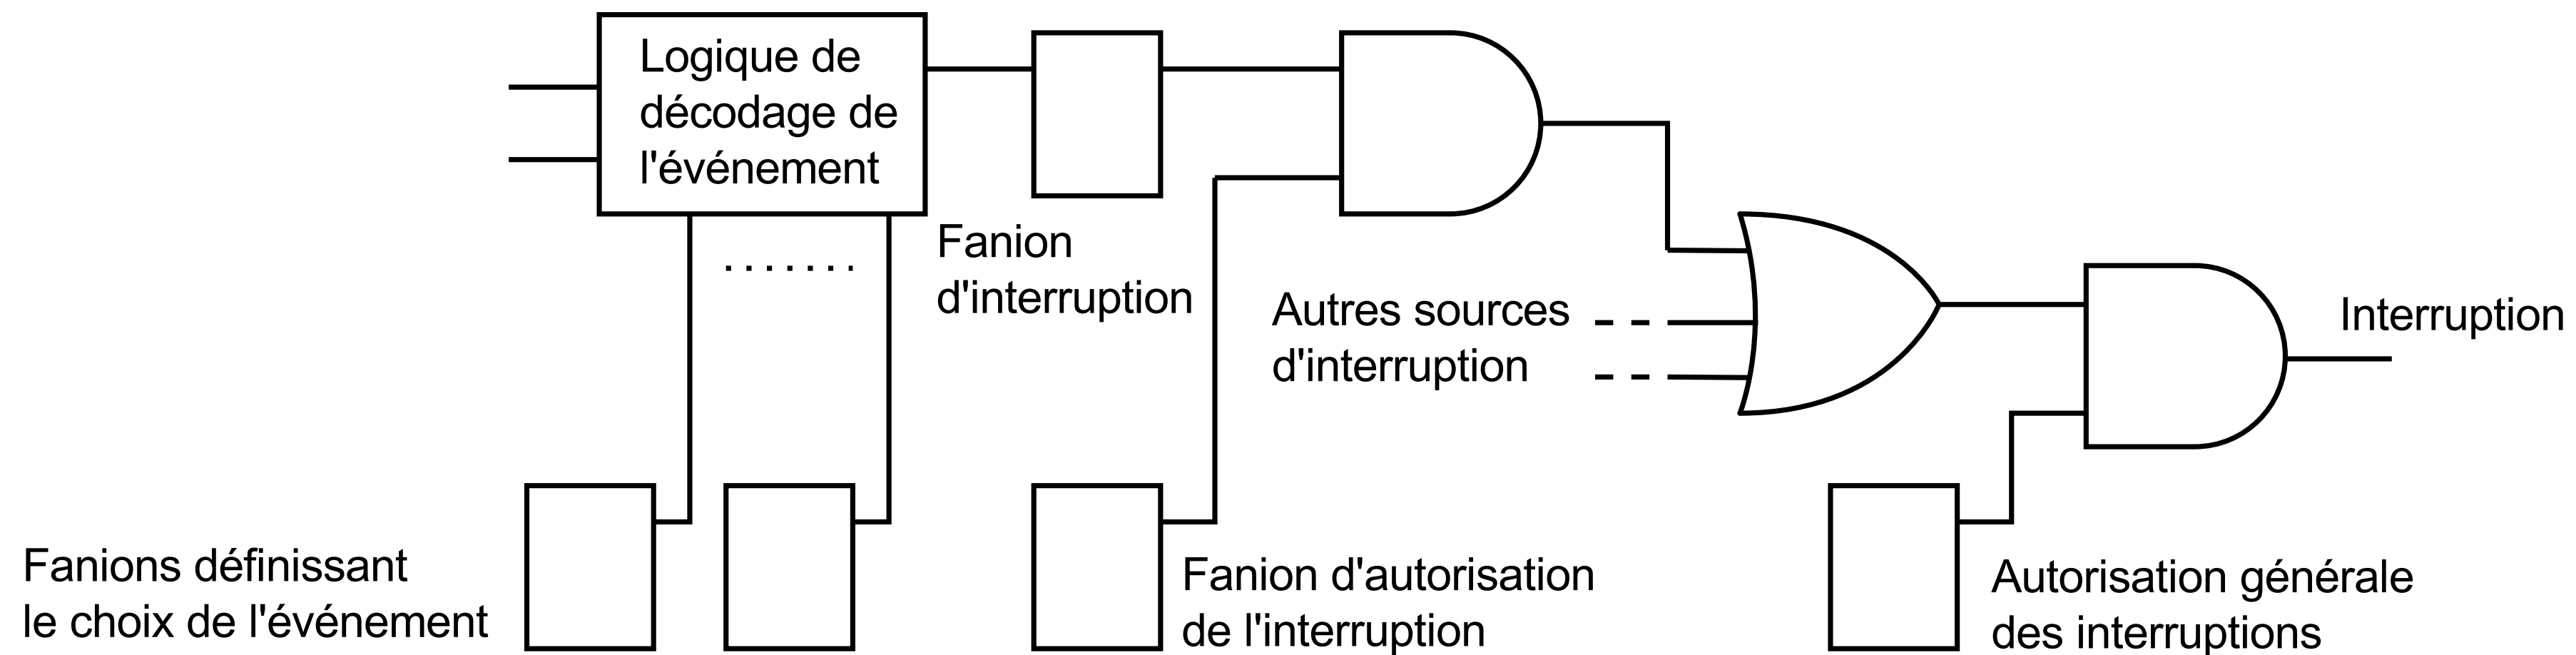 Logique de
décodage de
l'événement
Fanion
d'interruption
Autres sources
d'interruption
Interruption
Fanions définissant
le choix de l'événement
Fanion d'autorisation
de l'interruption
Autorisation générale
des interruptions